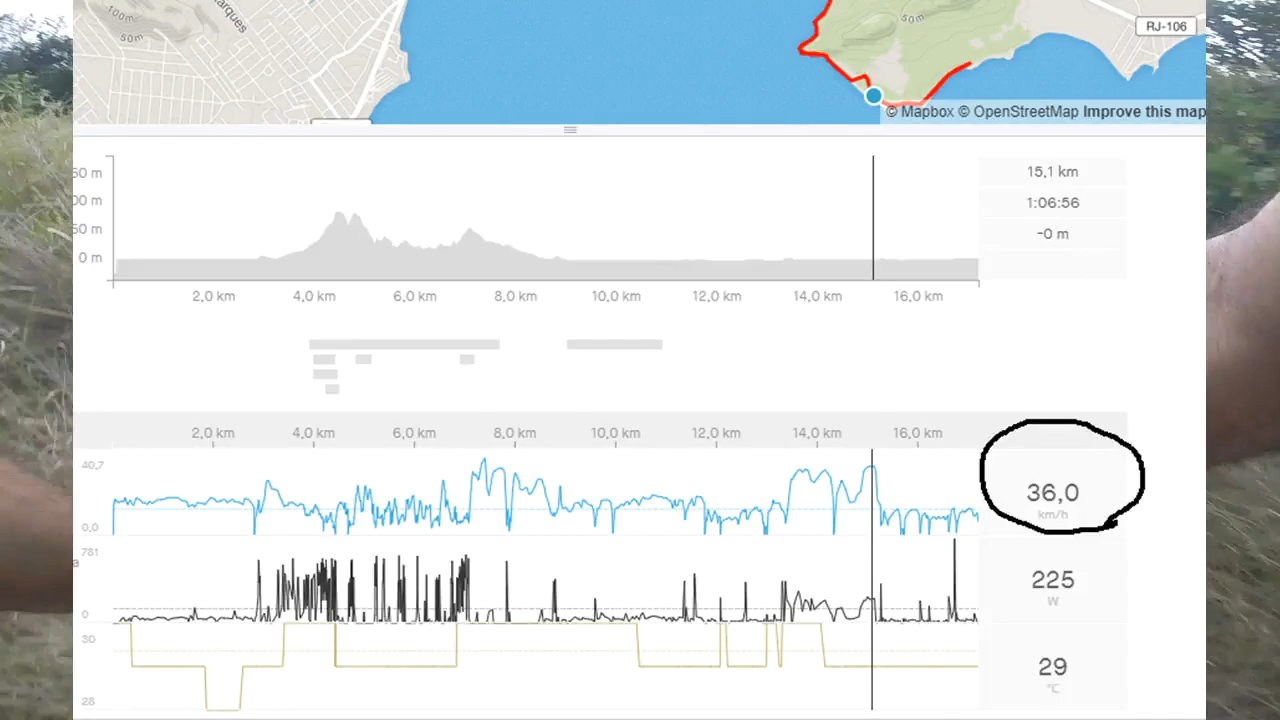 100m
50m
arques
50m
RJ-106
© Mapbox © OpenStreetMap Improve this map
50 m
00 m
50 m
0 m
15,1 km
1:06:56
-0 m
2,0 km 4,0 km 6,0 km 8,0 km 10,0 km 12,0 km 14,0 km 16,0 km
2,0 km 4,0 km 6,0 km 8,0 km 10,0 km 12,0 km 14,0 km 16,0 km
40,7
0,0
36,0
km/h
781
0
225
W
30
28
29
°C